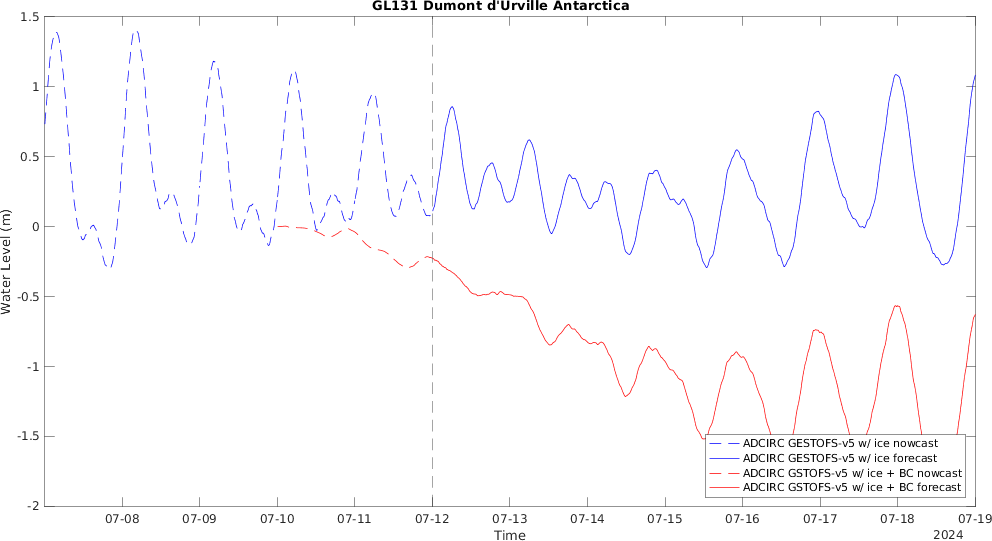 GL131 Dumont d'Urville Antarctica
1.5
1
0.5
0
-0.5
-1
-1.5
-2
Water Level (m)
07-08 07-09 07-10 07-11 07-12 07-13 07-14 07-15 07-16 07-17 07-18 07-19
Time
2024
ADCIRC GESTOFS-v5 w/ ice nowcast
ADCIRC GESTOFS-v5 w/ ice forecast
ADCIRC GSTOFS-v5 w/ ice + BC nowcast
ADCIRC GSTOFS-v5 w/ ice + BC forecast